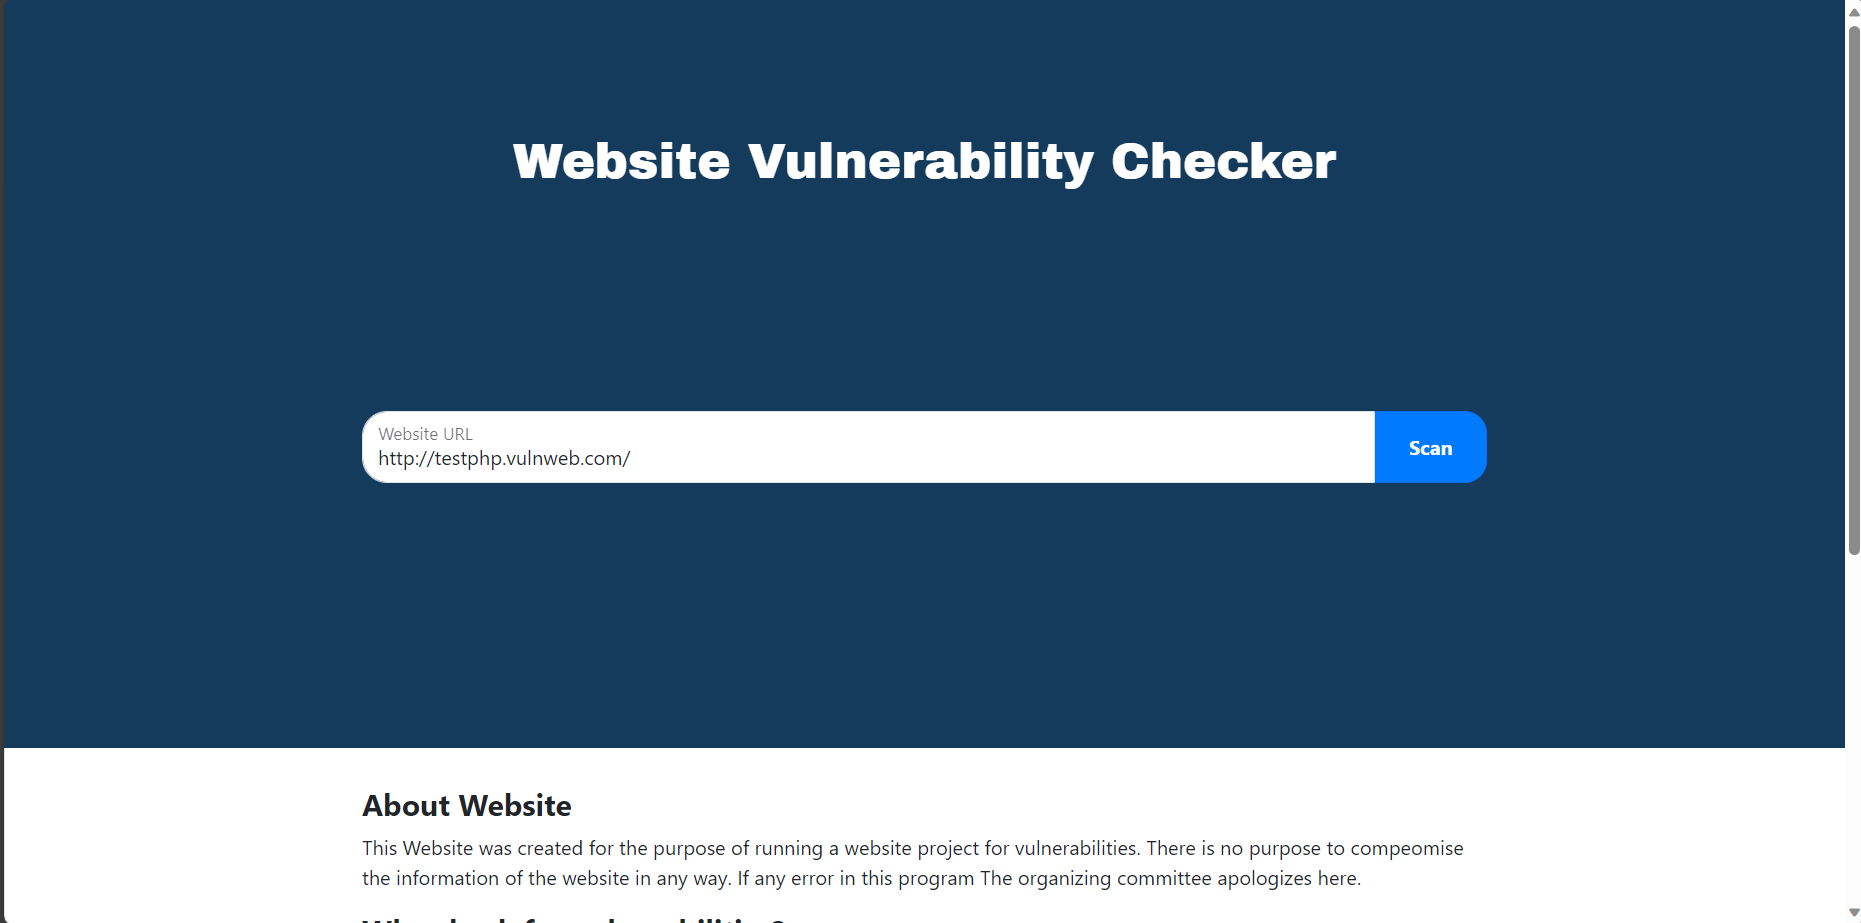 Website Vulnerability Checker
Website URL
http://testphp.vulnweb.com/
Scan
About Website
This Website was created for the purpose of running a website project for vulnerabilities. There is no purpose to compeomise
the information of the website in any way. If any error in this program The organizing committee apologizes here.